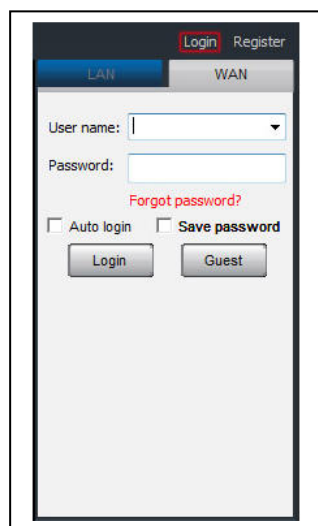 Login Register
LAN WAN
User name:
Password:
Forgot password?
Auto login Save password
Login Guest